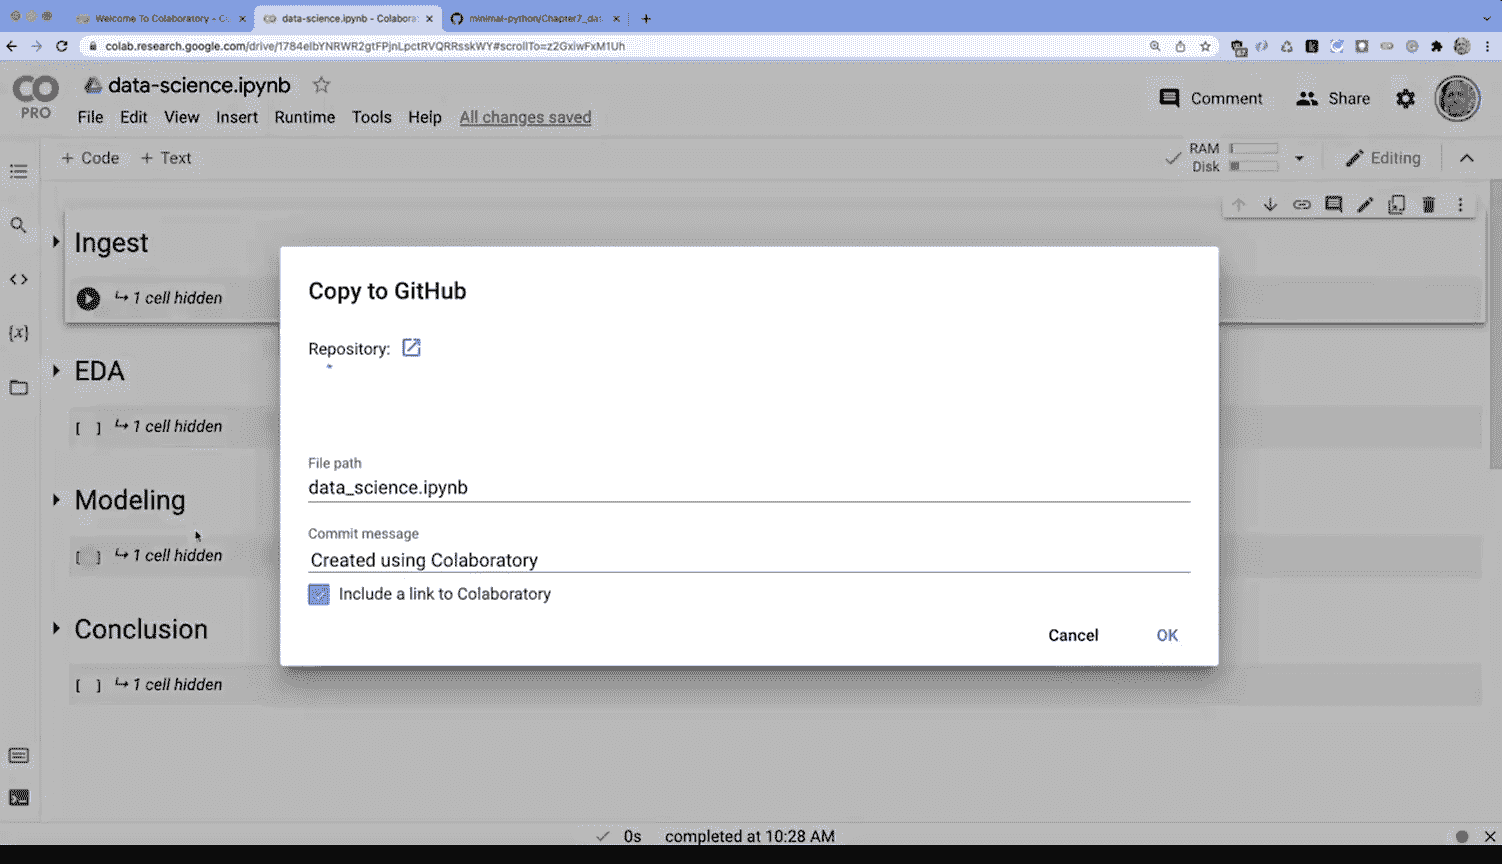 Welcome To Colaboratory - C
data-science.ipynb - Colabora
minimal-python/Chapter7_da
colab.research.google.com/drive/1784elbYNRWR2gtFPjnLpctRVQRRsskWY#scrollTo=z2GxiwFxM1Uh
CO
PRO
data-science.ipynb
File Edit View Insert Runtime Tools Help All changes saved
Comment Share
+ Code + Text
RAM
Disk
Editing
Ingest
1 cell hidden
EDA
[ ] 1 cell hidden
Modeling
[ ] 1 cell hidden
Conclusion
[ ] 1 cell hidden
Copy to GitHub
Repository:
File path
data_science.ipynb
Commit message
Created using Colaboratory
Include a link to Colaboratory
Cancel OK
0s completed at 10:28 AM